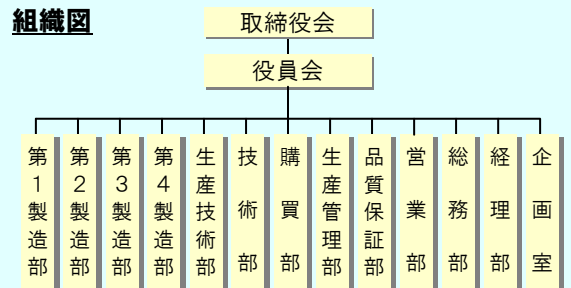 組織図
取締役会
役員会
第1製造部
第2製造部
第3製造部
第4製造部
生産技術部
技術部
購買部
生産管理部
品質保証部
営業部
総務部
経理部
企画室